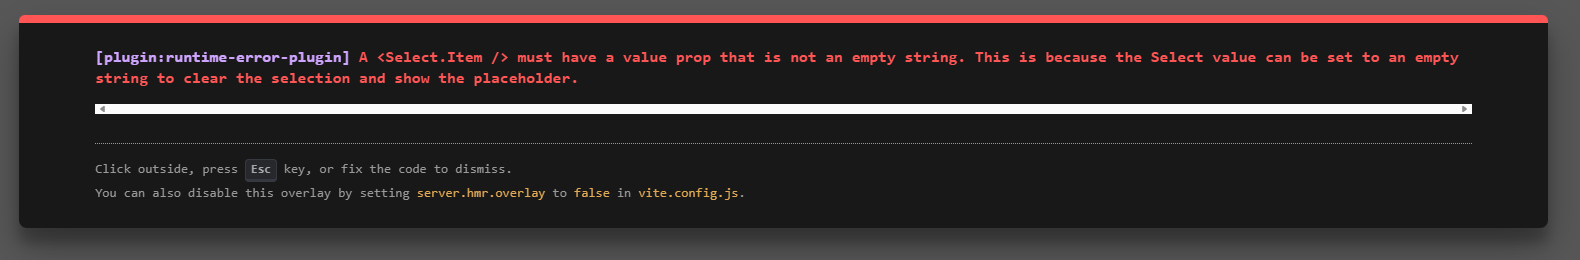 [plugin:runtime-error-plugin] A <Select.Item /> must have a value prop that is not an empty string. This is because the Select value can be set to an empty
string to clear the selection and show the placeholder.
Click outside, press Esc key, or fix the code to dismiss.
You can also disable this overlay by setting server.hmr.overlay to false in vite.config.js.